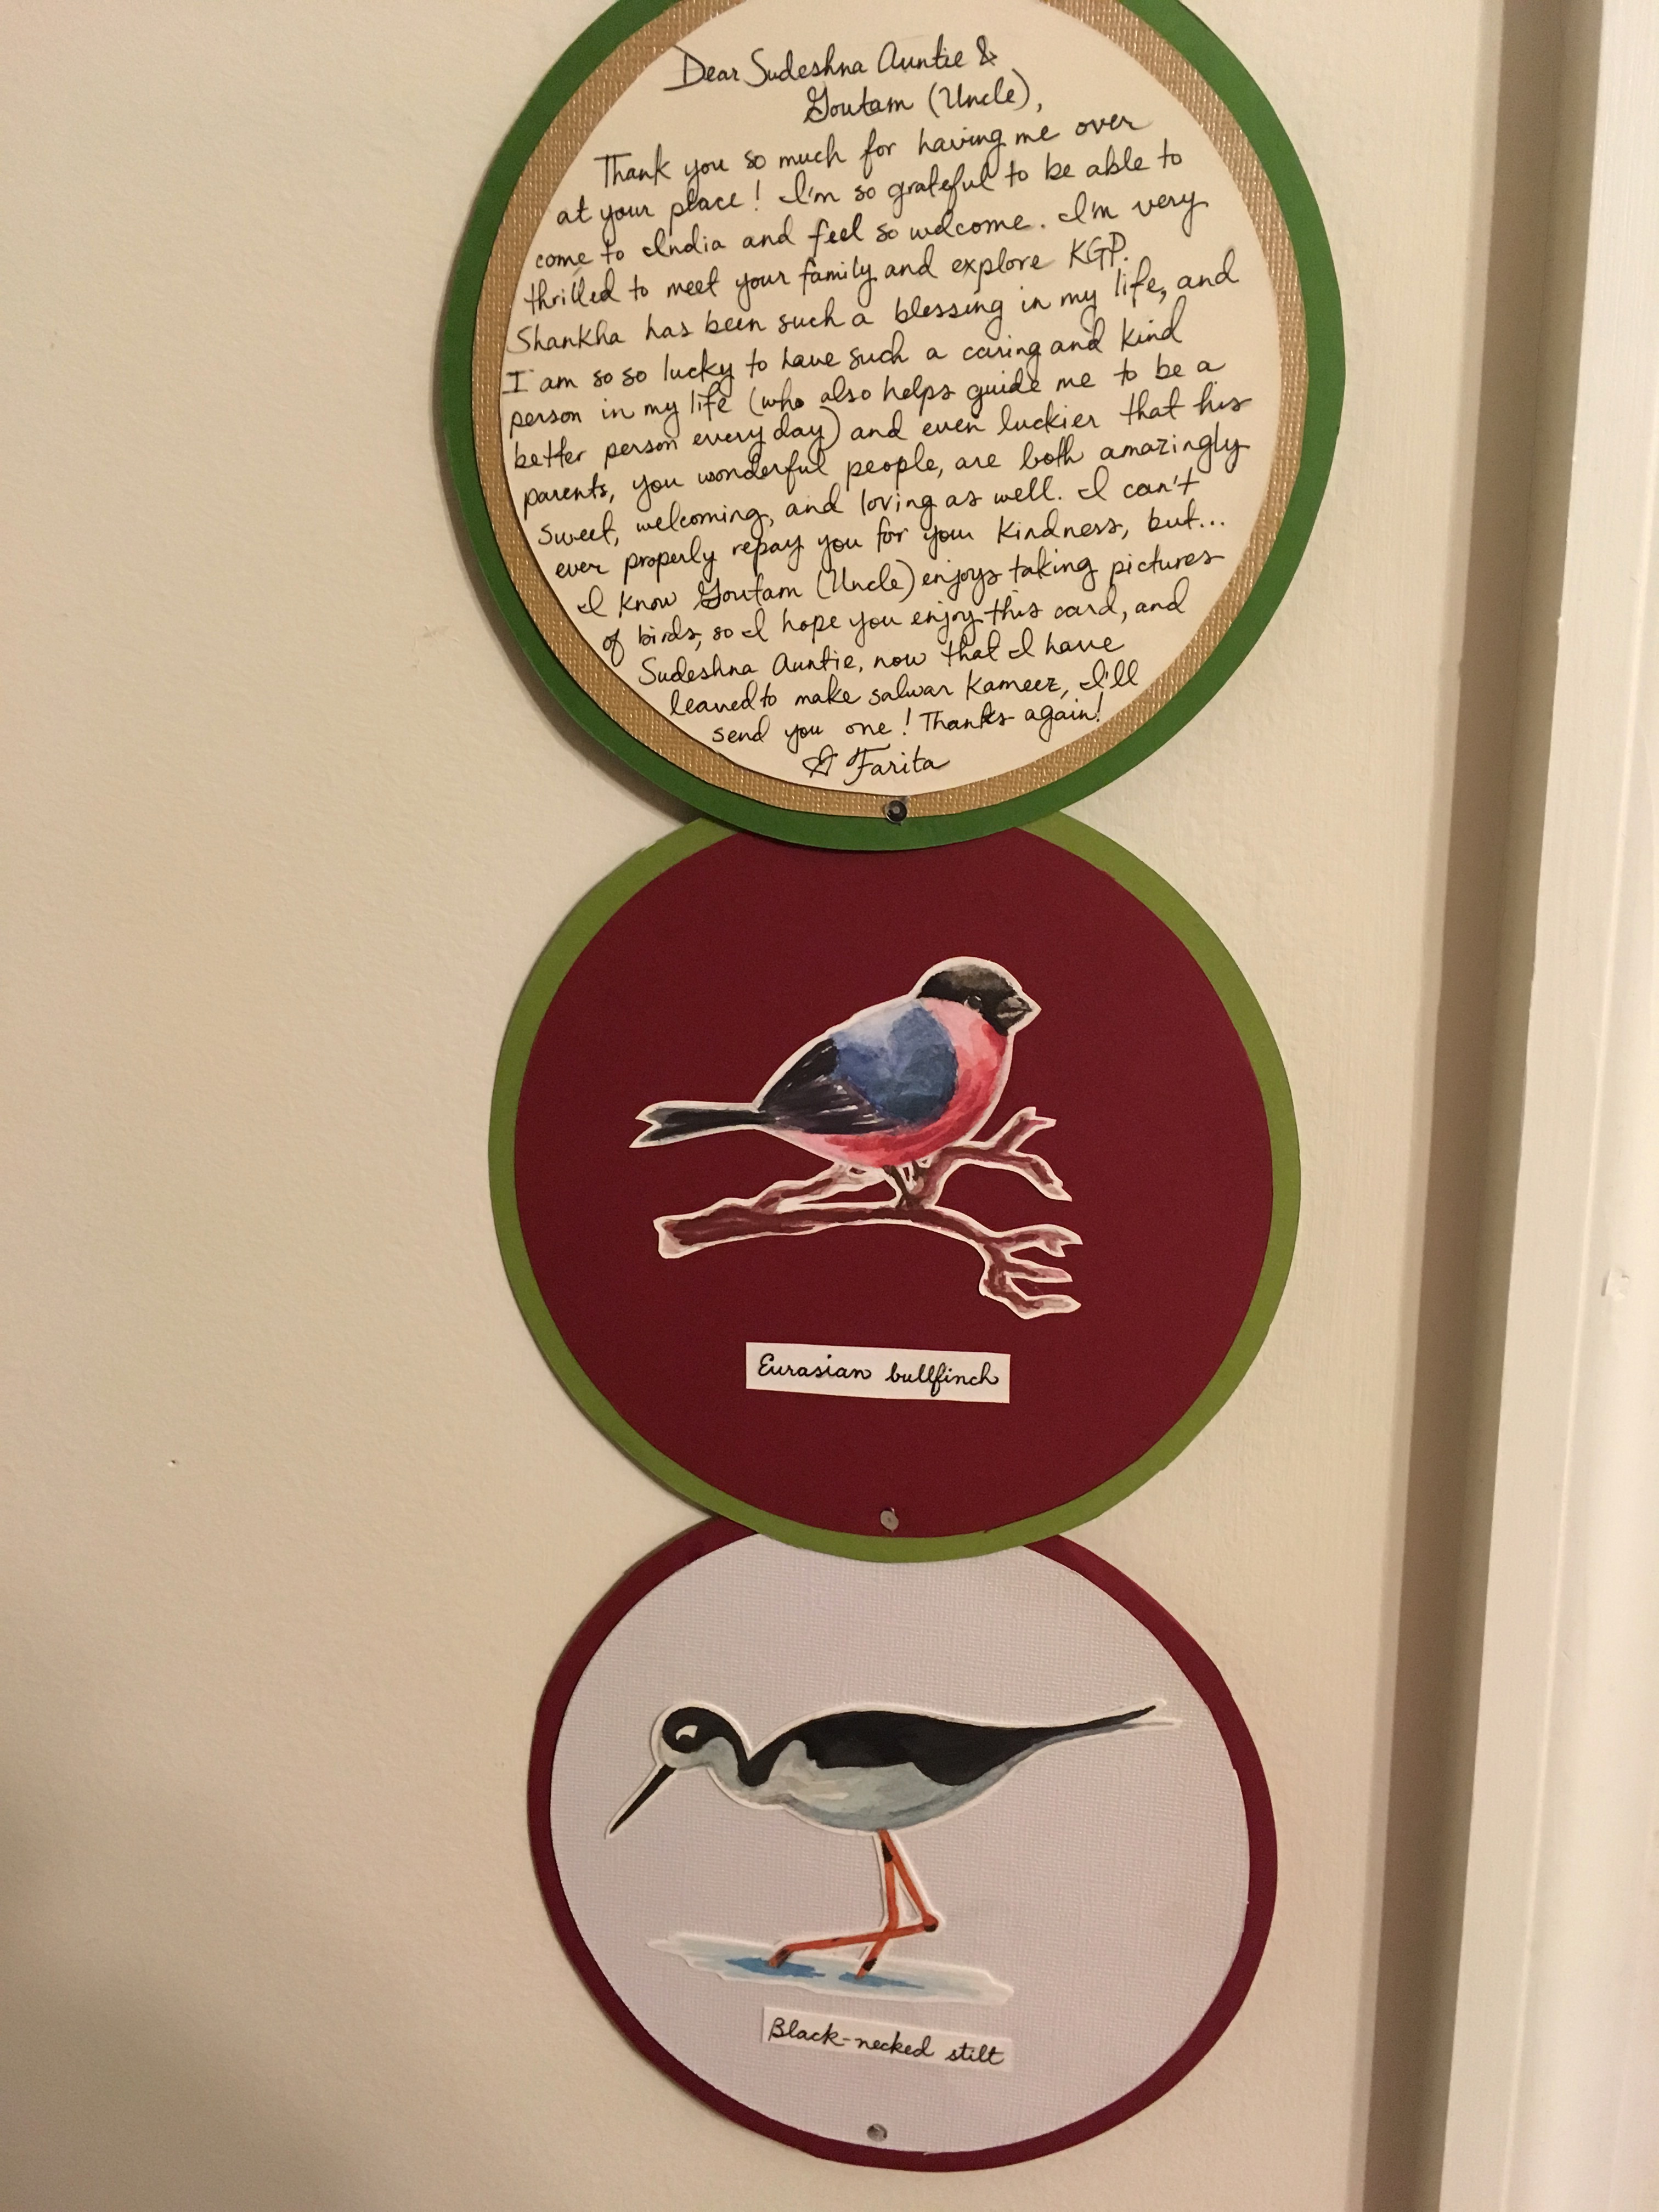 Dear Sudeshna Auntie &
Goutam (Uncle),
Thank you so much for having me over
at your place! I'm so grateful to be able to
come to India and feel so welcome. I'm very
thrilled to meet your family and explore KGP.
Shankha has been such a blessing in my life, and
I am so so lucky to have such a caring and kind
person in my life (who also helps guide me to be a
better person every day) and even luckier that his
parents, you wonderful people, are both amazingly
sweet, welcoming, and loving as well. I can't
ever properly repay you for your kindness, but...
I know Goutam (Uncle) enjoys taking pictures
of birds, so I hope you enjoy this card, and
Sudeshna Auntie, now that I have
learned to make salwar kameez, I'll
send you one! Thanks again!
Farita
Eurasian bullfinch
Black-necked stilt